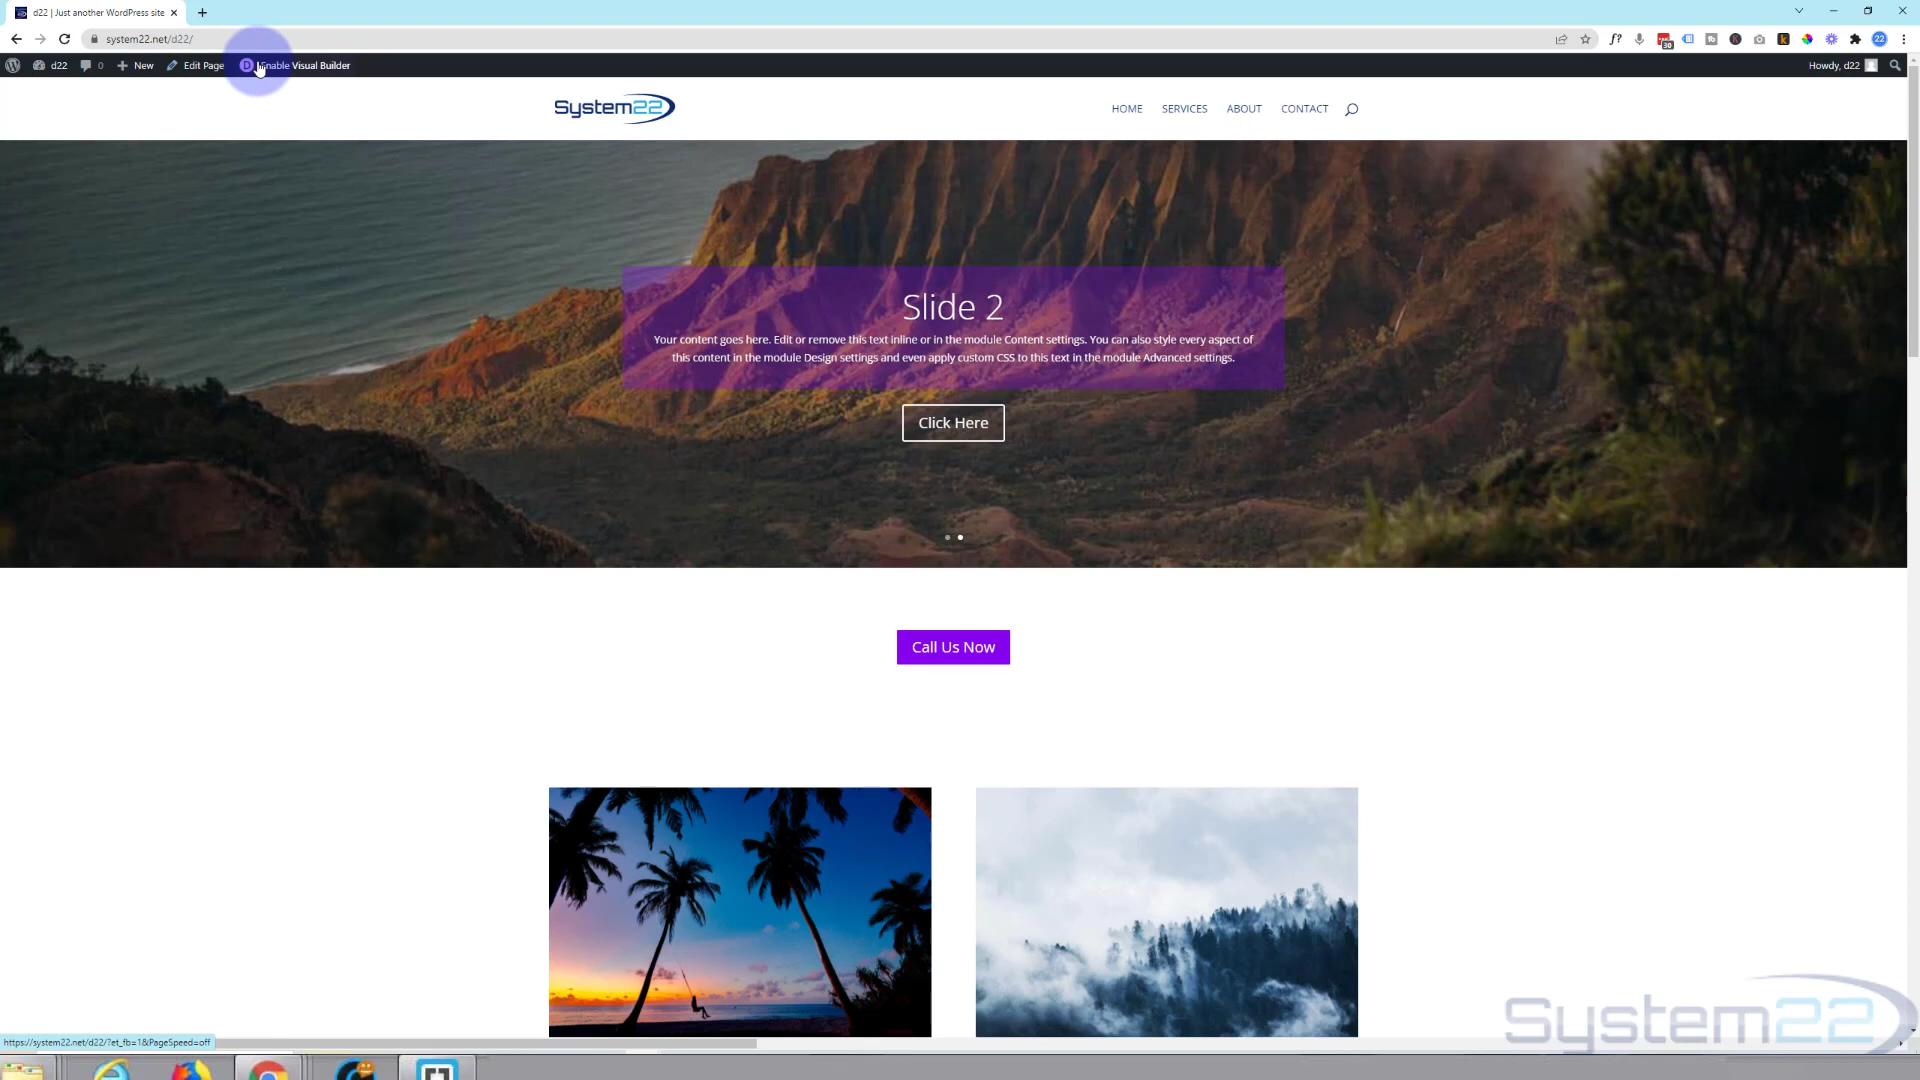 d22 | Just another WordPress site
system22.net/d22/
f?
30
22
d22
0
New
Edit Page
D
Enable Visual Builder
Howdy, d22
System22
HOME
SERVICES
ABOUT
CONTACT
Slide 2
Your content goes here. Edit or remove this text inline or in the module Content settings. You can also style every aspect of
this content in the module Design settings and even apply custom CSS to this text in the module Advanced settings.
Click Here
Call Us Now
System22
https://system22.net/d22/?et_fb=1&PageSpeed=off